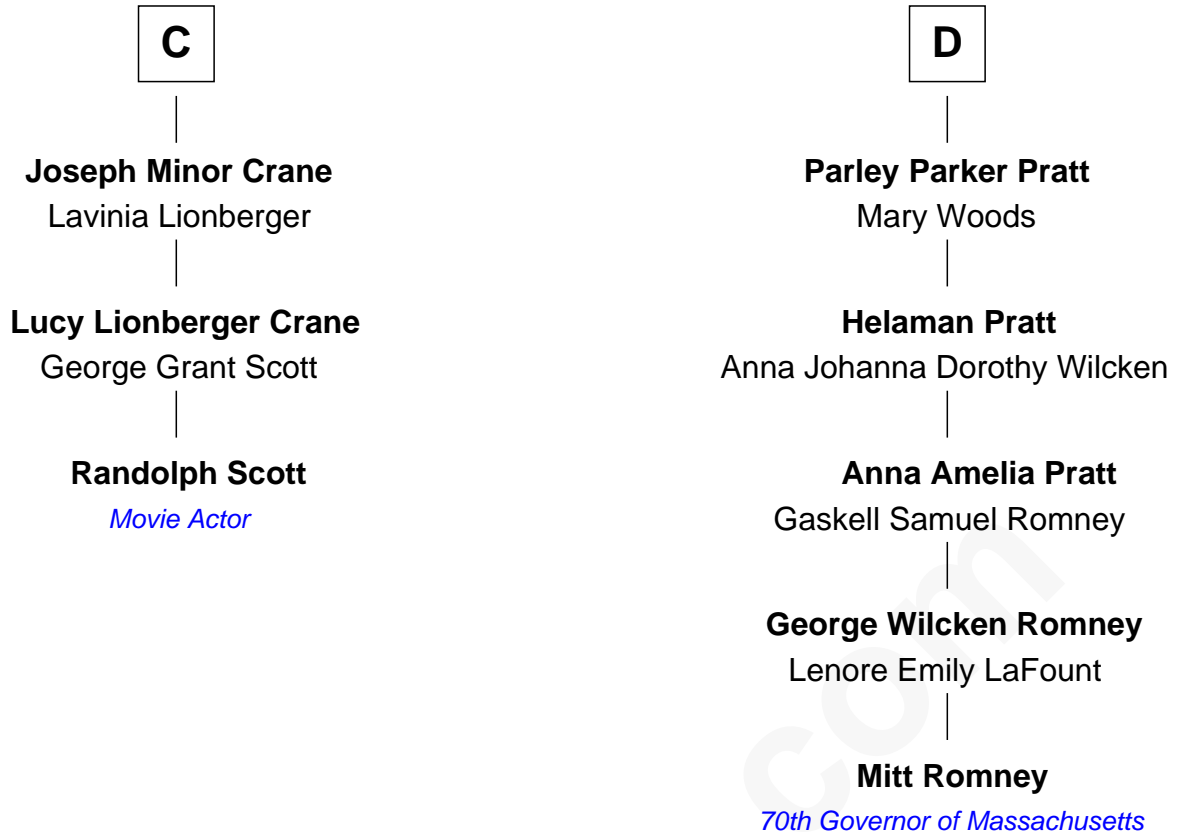 C
Joseph Minor Crane
Lavinia Lionberger
Lucy Lionberger Crane
George Grant Scott
Randolph Scott
Movie Actor
D
Parley Parker Pratt
Mary Woods
Helaman Pratt
Anna Johanna Dorothy Wilcken
Anna Amelia Pratt
Gaskell Samuel Romney
George Wilcken Romney
Lenore Emily LaFount
Mitt Romney
70th Governor of Massachusetts
com